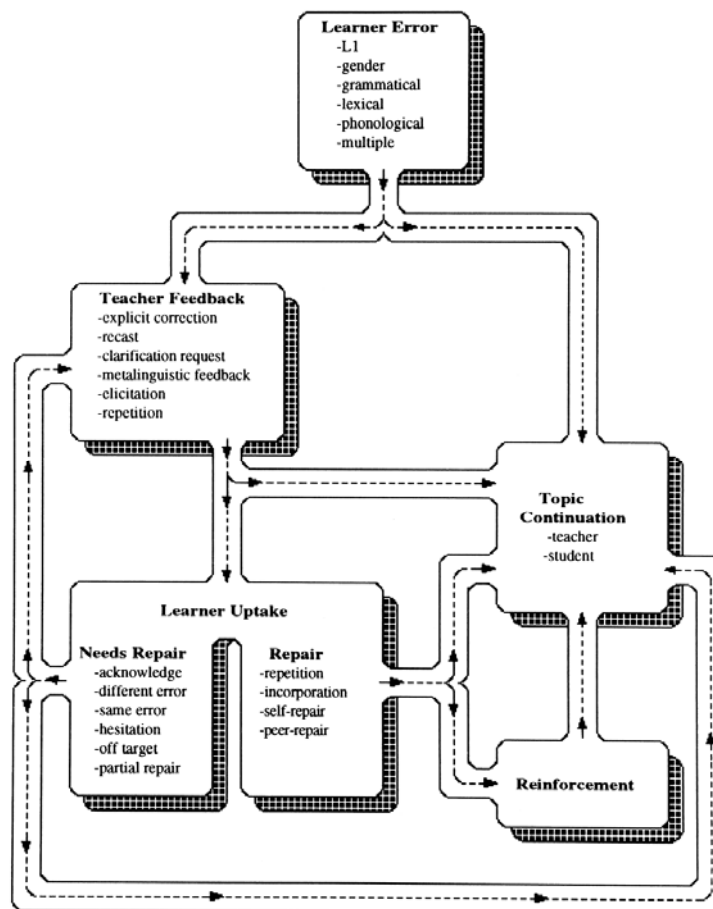 Learner Error
-L1
-gender
-grammatical
-lexical
-phonological
-multiple
Teacher Feedback
-explicit correction
-recast
-clarification request
-metalinguistic feedback
-elicitation
-repetition
Topic
Continuation
-teacher
-student
Learner Uptake
Needs Repair
-acknowledge
-different error
-same error
-hesitation
-off target
-partial repair
Repair
-repetition
-incorporation
-self-repair
-peer-repair
Reinforcement